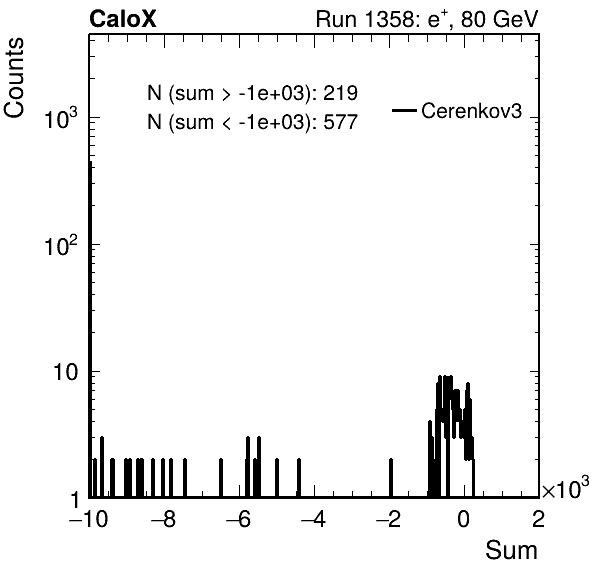 CaloX
Run 1358: e+, 80 GeV
Counts
N (sum > -1e+03): 219
N (sum < -1e+03): 577
Cerenkov3
10³
10²
10
1
−10 −8 −6 −4 −2 0 2
×10³
Sum